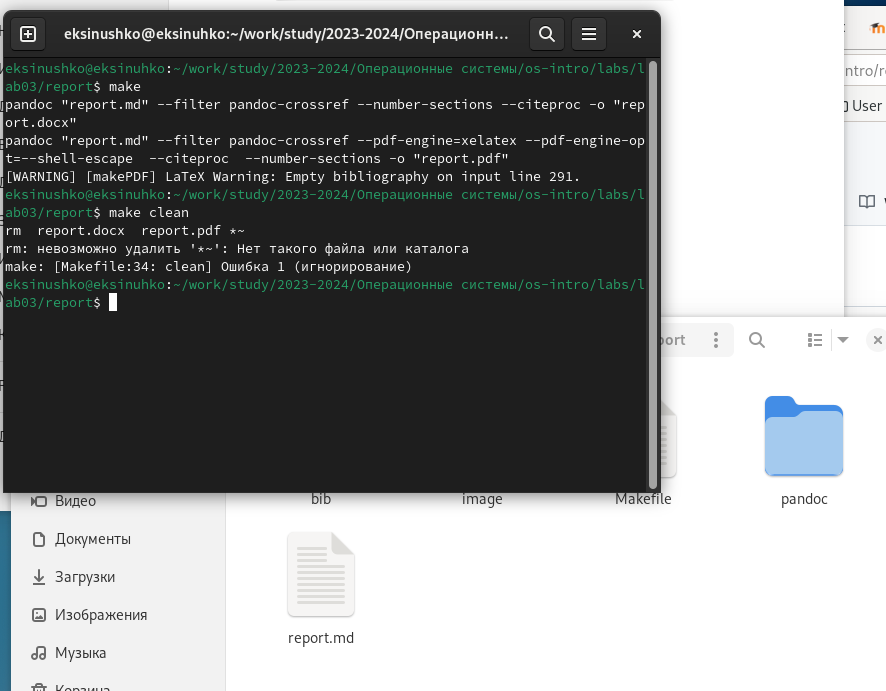 eksinushko@eksinuhko:~/work/study/2023-2024/Операционн...
eksinushko@eksinuhko:~/work/study/2023-2024/Операционные системы/os-intro/labs/l
ab03/report$ make
pandoc "report.md" --filter pandoc-crossref --number-sections --citeproc -o "rep
ort.docx"
pandoc "report.md" --filter pandoc-crossref --pdf-engine=xelatex --pdf-engine-op
t=--shell-escape  --citeproc  --number-sections -o "report.pdf"
[WARNING] [makePDF] LaTeX Warning: Empty bibliography on input line 291.
eksinushko@eksinuhko:~/work/study/2023-2024/Операционные системы/os-intro/labs/l
ab03/report$ make clean
rm  report.docx  report.pdf *~
rm: невозможно удалить '*~': Нет такого файла или каталога
make: [Makefile:34: clean] Ошибка 1 (игнорирование)
eksinushko@eksinuhko:~/work/study/2023-2024/Операционные системы/os-intro/labs/l
ab03/report$
ntro/r
User
port
bib
image
Makefile
pandoc
report.md
Видео
Документы
Загрузки
Изображения
Музыка
Корзина